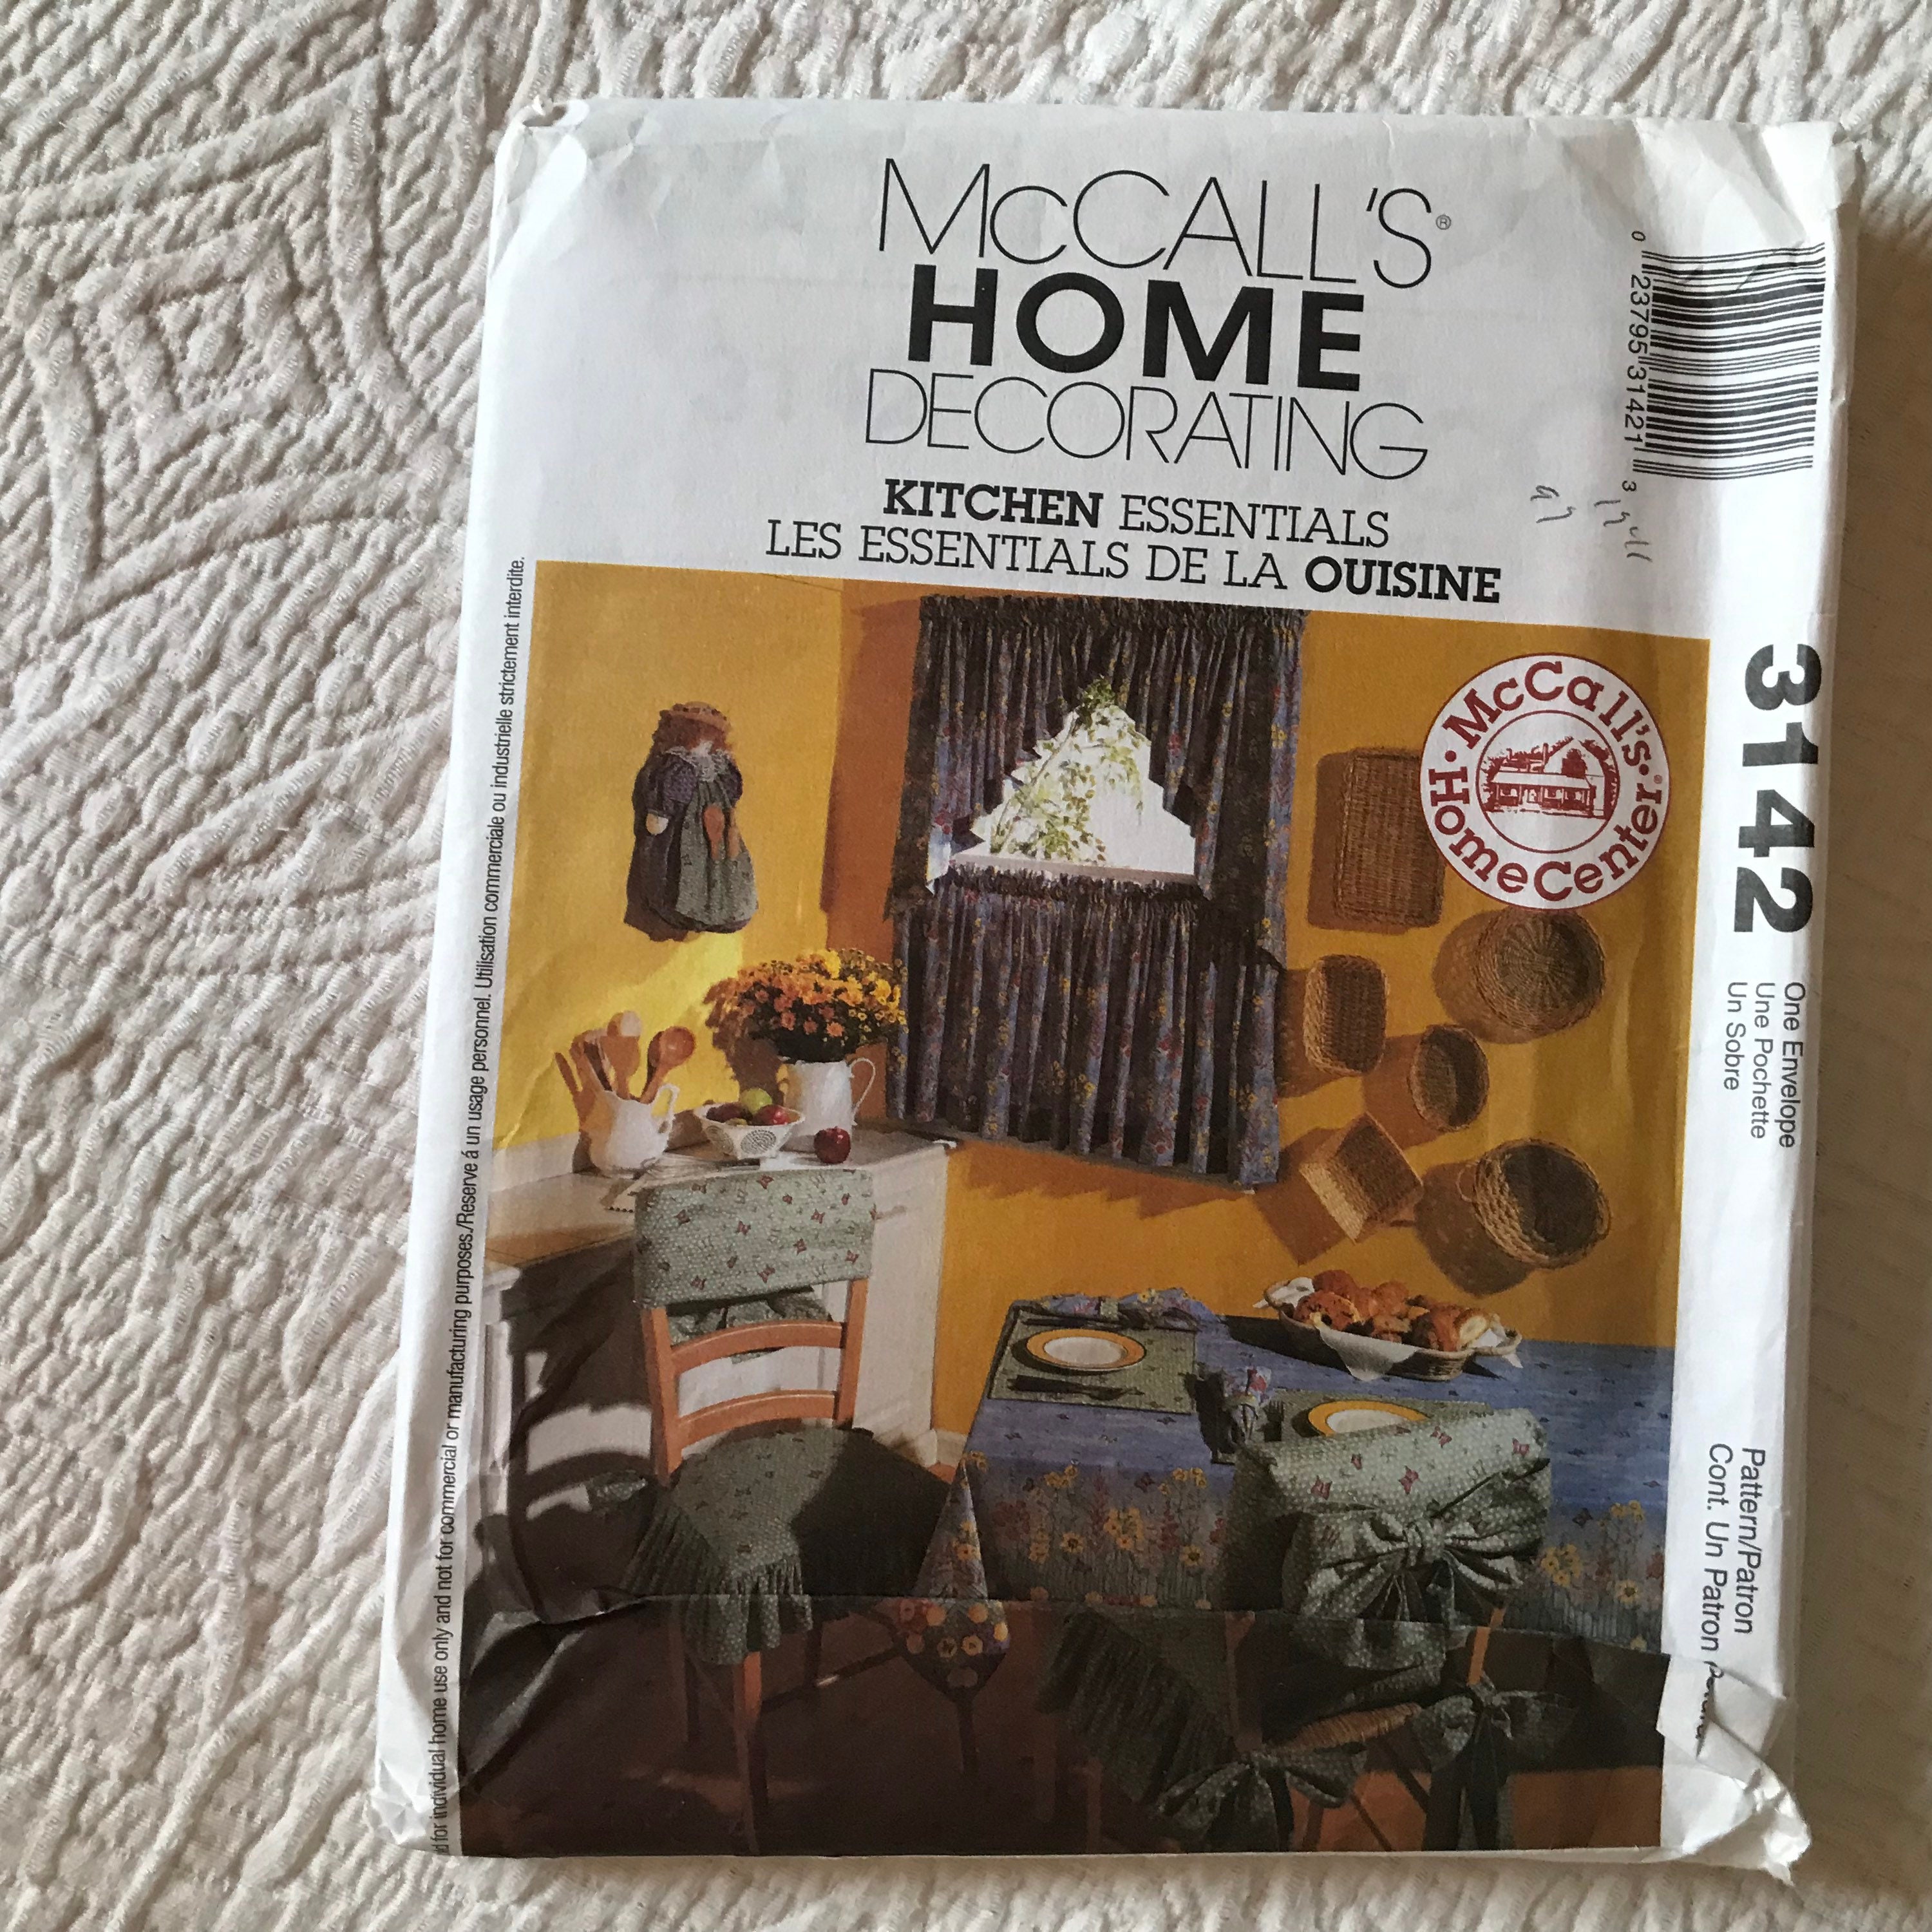 McCALL'S®
HOME
DECORATING
KITCHEN ESSENTIALS
LES ESSENTIALS DE LA OUISINE
0 23795 31421 3
3142
One Envelope
Une Pochette
Un Sobre
Pattern/Patron
Cont. Un Patron
McCall's®
Home Center
d for individual home use only and not for commercial or manufacturing purposes./Reserve á un usage personnel. Utilisation commerciale ou industrielle strictement interdite.